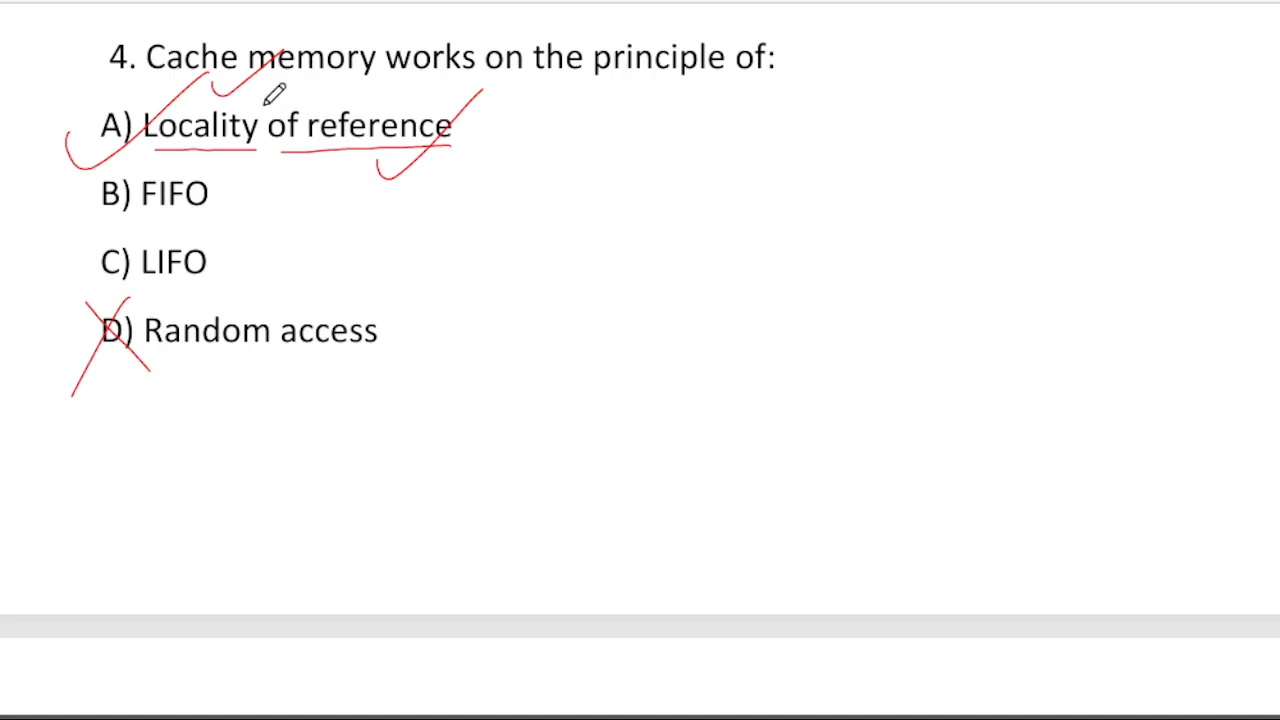 4. Cache memory works on the principle of:
A) Locality of reference
B) FIFO
C) LIFO
D) Random access